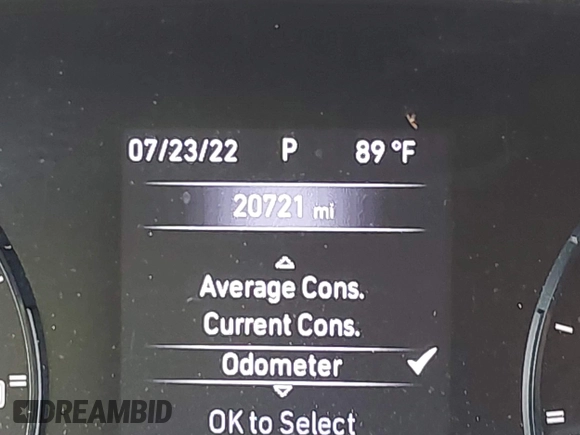 07/23/22 P 89 °F
20721 mi
Average Cons.
Current Cons.
Odometer
OK to Select
DREAMBID